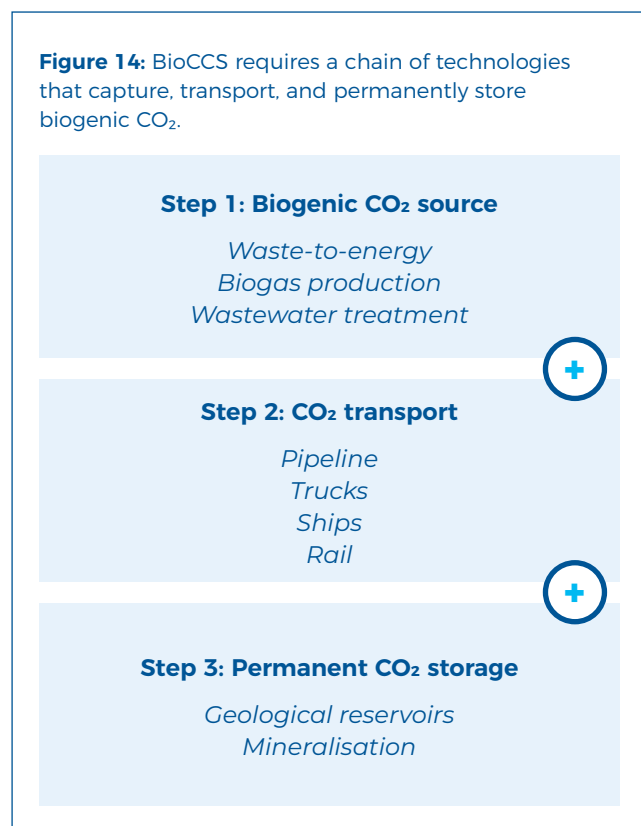 Figure 14: BioCCS requires a chain of technologies
that capture, transport, and permanently store
biogenic CO₂.
Step 1: Biogenic CO₂ source
Waste-to-energy
Biogas production
Wastewater treatment
+
Step 2: CO₂ transport
Pipeline
Trucks
Ships
Rail
+
Step 3: Permanent CO₂ storage
Geological reservoirs
Mineralisation